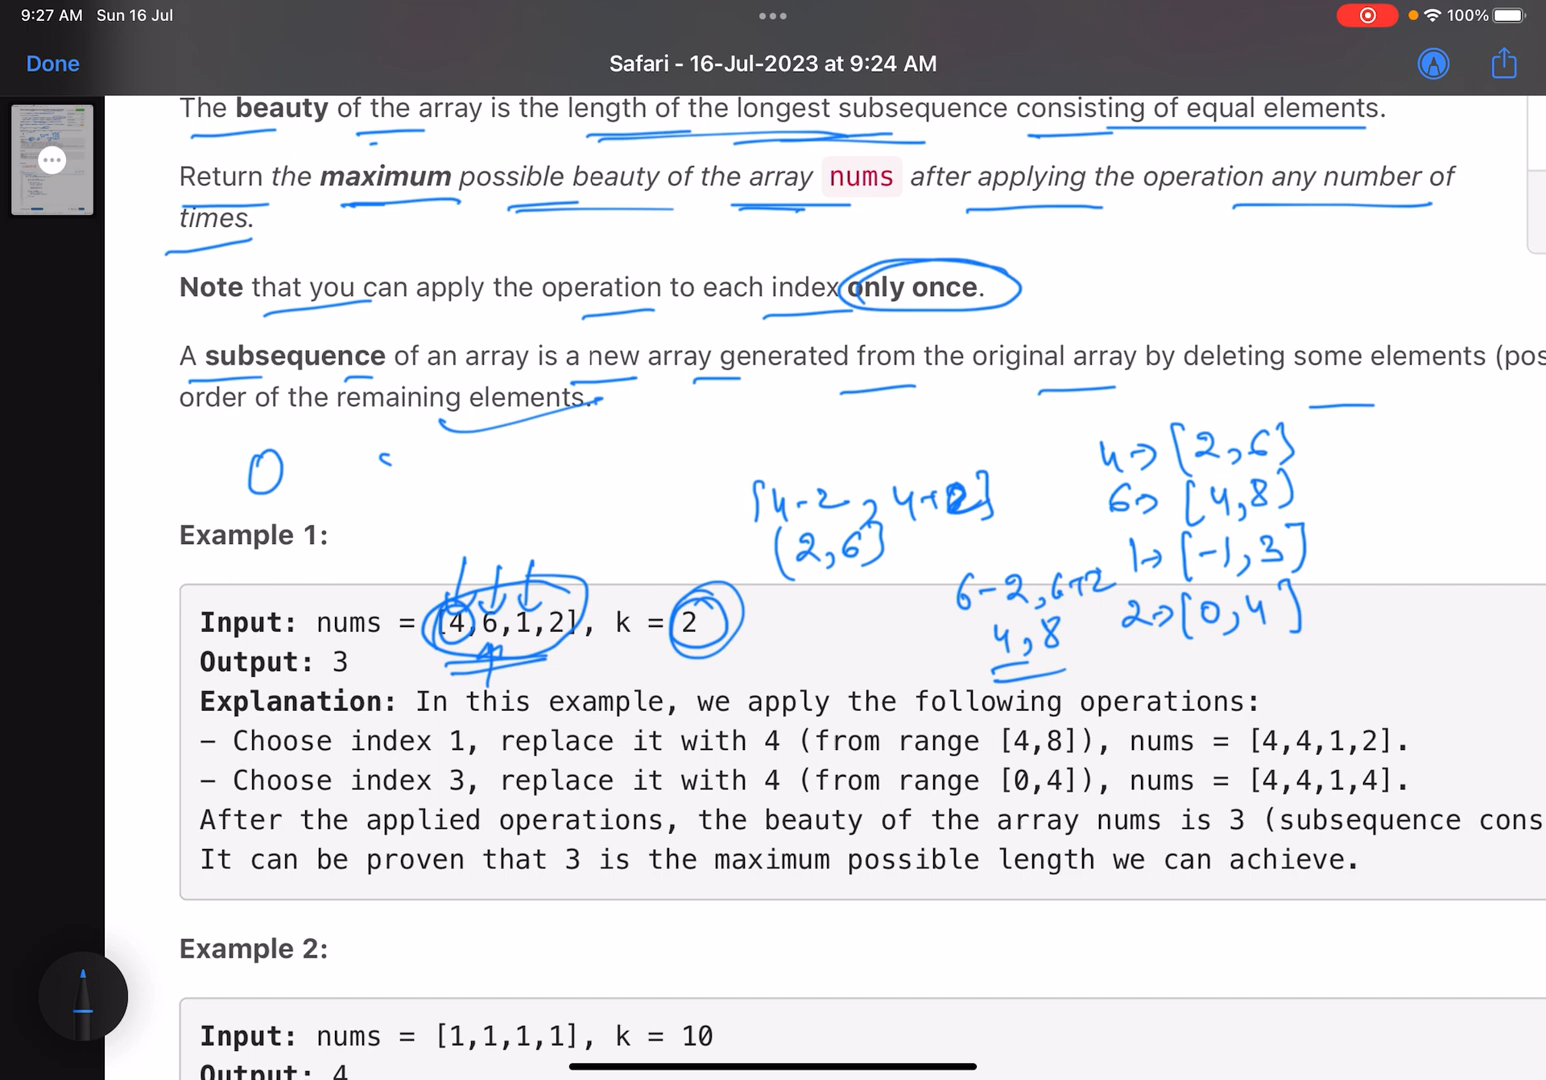 9:27 AM Sun 16 Jul
100%
Done
Safari - 16-Jul-2023 at 9:24 AM
The beauty of the array is the length of the longest subsequence consisting of equal elements.
Return the maximum possible beauty of the array nums after applying the operation any number of
times.
Note that you can apply the operation to each index only once.
A subsequence of an array is a new array generated from the original array by deleting some elements (pos
order of the remaining elements.
0
4 → [2, 6]
[4-2, 4+2]
6 → [4, 8]
(2, 6]
1 → [-1, 3]
6-2, 6+2
2 → [0, 4]
4, 8
Example 1:
Input: nums = [4,6,1,2], k = 2
Output: 3
Explanation: In this example, we apply the following operations:
- Choose index 1, replace it with 4 (from range [4,8]), nums = [4,4,1,2].
- Choose index 3, replace it with 4 (from range [0,4]), nums = [4,4,1,4].
After the applied operations, the beauty of the array nums is 3 (subsequence cons
It can be proven that 3 is the maximum possible length we can achieve.
Example 2:
Input: nums = [1,1,1,1], k = 10
Output: 4